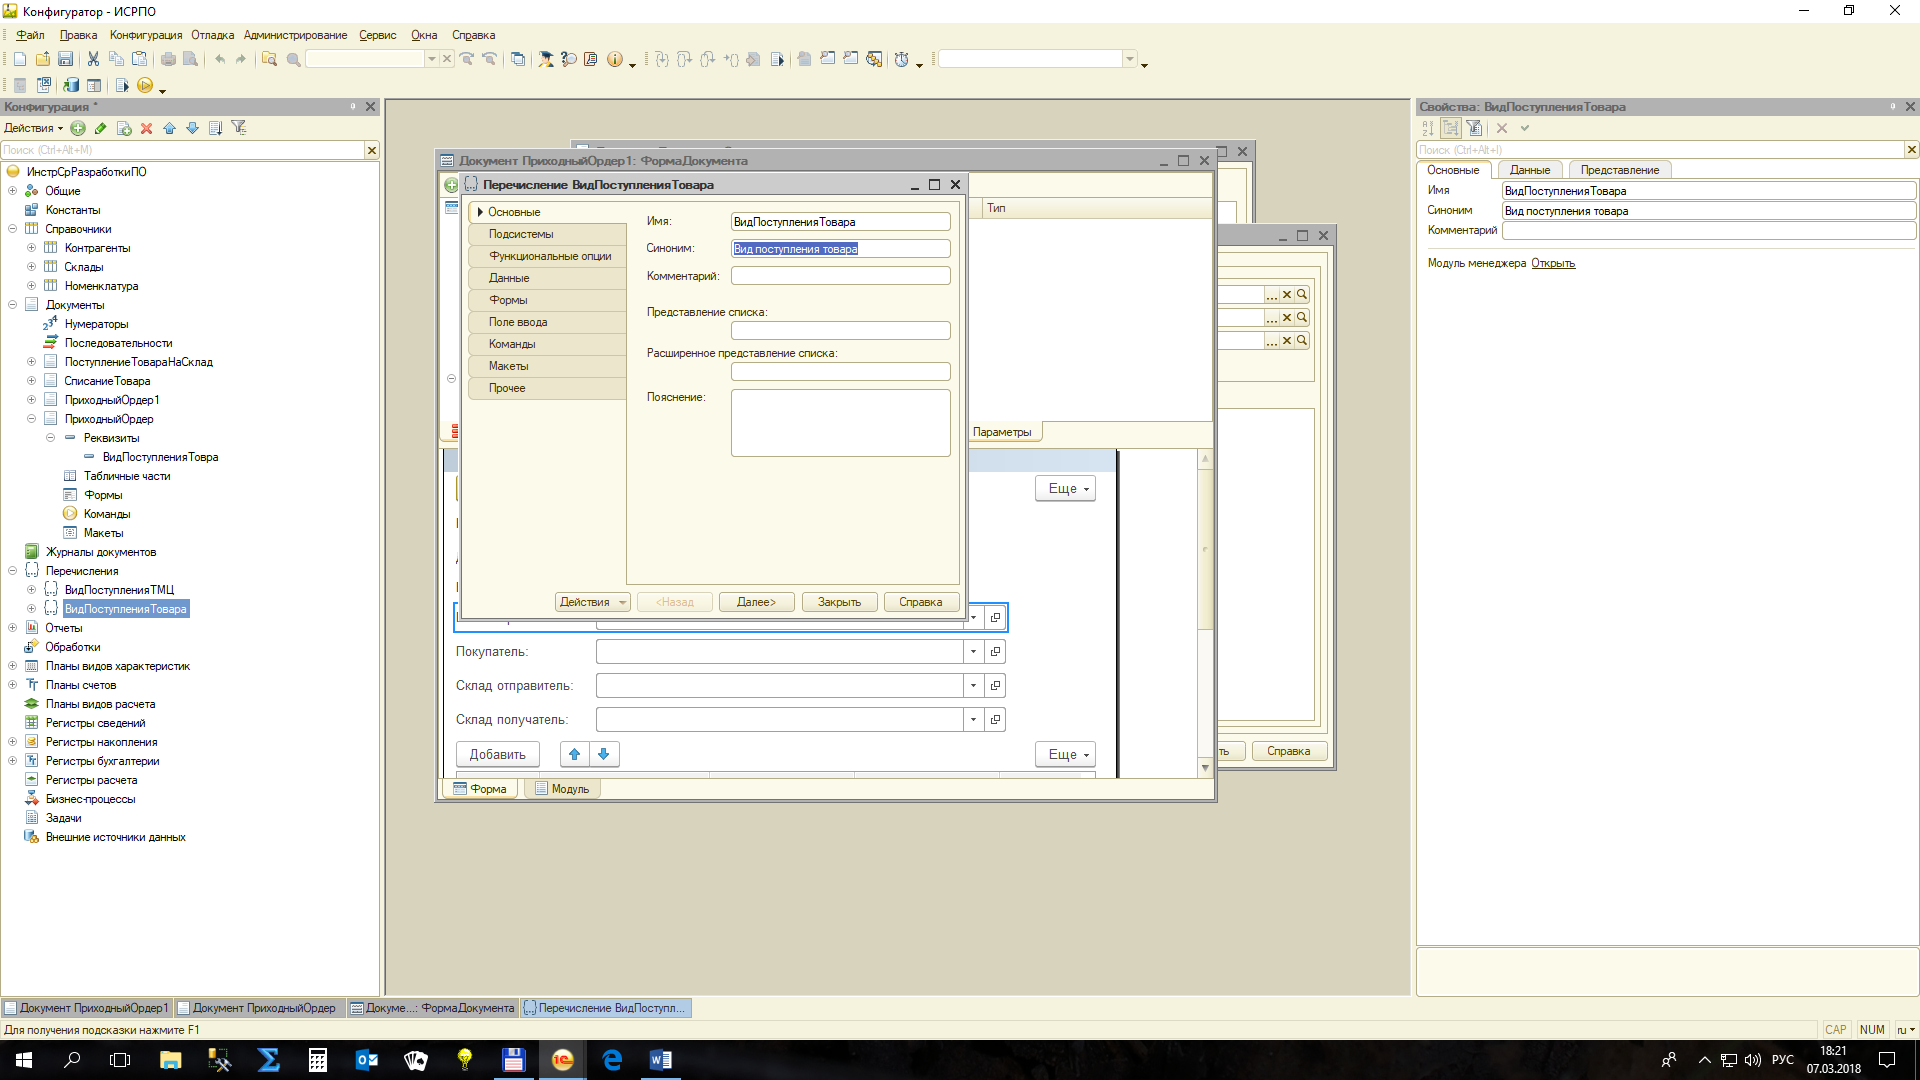 Конфигуратор - ИСРПО
Файл Правка Конфигурация Отладка Администрирование Сервис Окна Справка
Конфигурация *
Действия
Поиск (Ctrl+Alt+M)
ИнстрСрРазработкиПО
Общие
Константы
Справочники
Контрагенты
Склады
Номенклатура
Документы
Нумераторы
Последовательности
ПоступлениеТовараНаСклад
СписаниеТовара
ПриходныйОрдер1
ПриходныйОрдер
Реквизиты
ВидПоступленияТовра
Табличные части
Формы
Команды
Макеты
Журналы документов
Перечисления
ВидПоступленияТМЦ
ВидПоступленияТовара
Отчеты
Обработки
Планы видов характеристик
Планы счетов
Планы видов расчета
Регистры сведений
Регистры накопления
Регистры бухгалтерии
Регистры расчета
Бизнес-процессы
Задачи
Внешние источники данных
Документ ПриходныйОрдер1: ФормаДокумента
Тип
Параметры
Перечисление ВидПоступленияТовара
Основные
Подсистемы
Функциональные опции
Данные
Формы
Поле ввода
Команды
Макеты
Прочее
Имя: ВидПоступленияТовара
Синоним: Вид поступления товара
Комментарий:
Представление списка:
Расширенное представление списка:
Пояснение:
Действия <Назад Далее> Закрыть Справка
Еще
Покупатель:
Склад отправитель:
Склад получатель:
Добавить Еще
Форма Модуль
ть Справка
Свойства: ВидПоступленияТовара
Поиск (Ctrl+Alt+I)
Основные Данные Представление
Имя ВидПоступленияТовара
Синоним Вид поступления товара
Комментарий
Модуль менеджера Открыть
Документ ПриходныйОрдер1 Документ ПриходныйОрдер Докуме...: ФормаДокумента Перечисление ВидПоступл...
Для получения подсказки нажмите F1
CAP NUM ru
РУС
18:21
07.03.2018